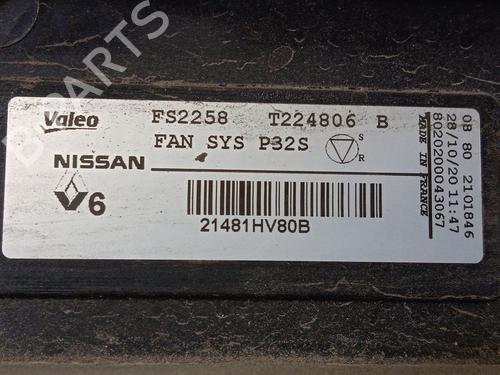 B-PARTS
Valeo FS2258 T224806 B
FAN SYS P32S S R
NISSAN
V6
21481HV80B
MADE IN FRANCE
8020200043067
28/10/20 11:47
0B 80 2101846